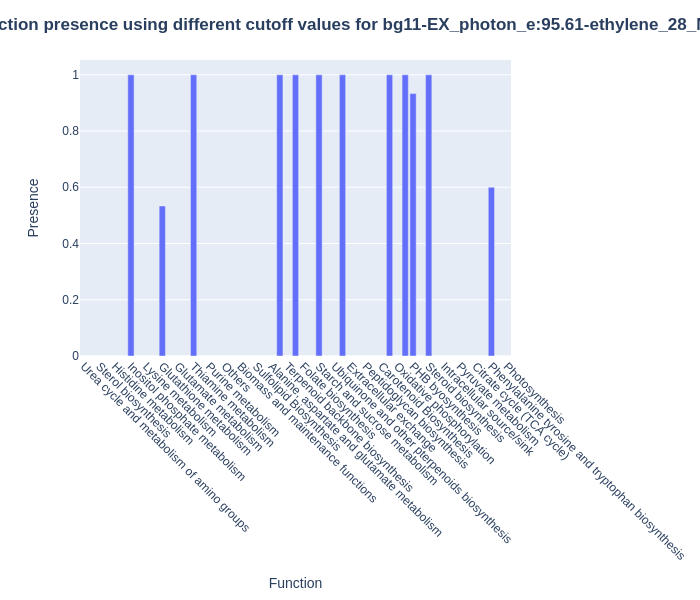 ction presence using different cutoff values for bg11-EX_photon_e:95.61-ethylene_28_
Presence
1
0.8
0.6
0.4
0.2
0
Urea cycle and metabolism of amino groups
Sterol biosynthesis
Histidine metabolism
Inositol phosphate metabolism
Lysine metabolism
Glutathione metabolism
Glutamate metabolism
Thiamine metabolism
Purine metabolism
Others
Biomass and maintenance functions
Sulfolipid Biosynthesis
Alanine, aspartate and glutamate metabolism
Terpenoid backbone biosynthesis
Folate biosynthesis
Starch and sucrose metabolism
Ubiquinone and other pterpenoids biosynthesis
Extracellular exchange
Peptidoglycan biosynthesis
Carotenoid Biosynthesis
Oxidative phosphorylation
PHB biosynthesis
Steroid biosynthesis
Intracellular source/sink
Pyruvate metabolism
Citrate cycle (TCA cycle)
Phenylalanine tyrosine and tryptophan biosynthesis
Photosynthesis
Function